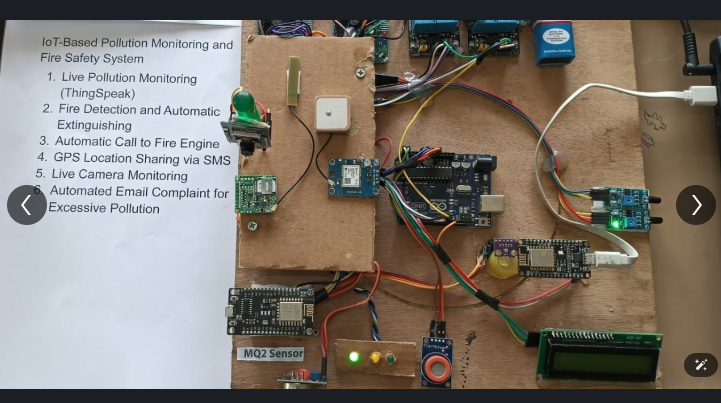 IoT-Based Pollution Monitoring and
Fire Safety System
1. Live Pollution Monitoring
(ThingSpeak)
2. Fire Detection and Automatic
Extinguishing
3. Automatic Call to Fire Engine
4. GPS Location Sharing via SMS
5. Live Camera Monitoring
6. Automated Email Complaint for
Excessive Pollution
MQ2 Sensor